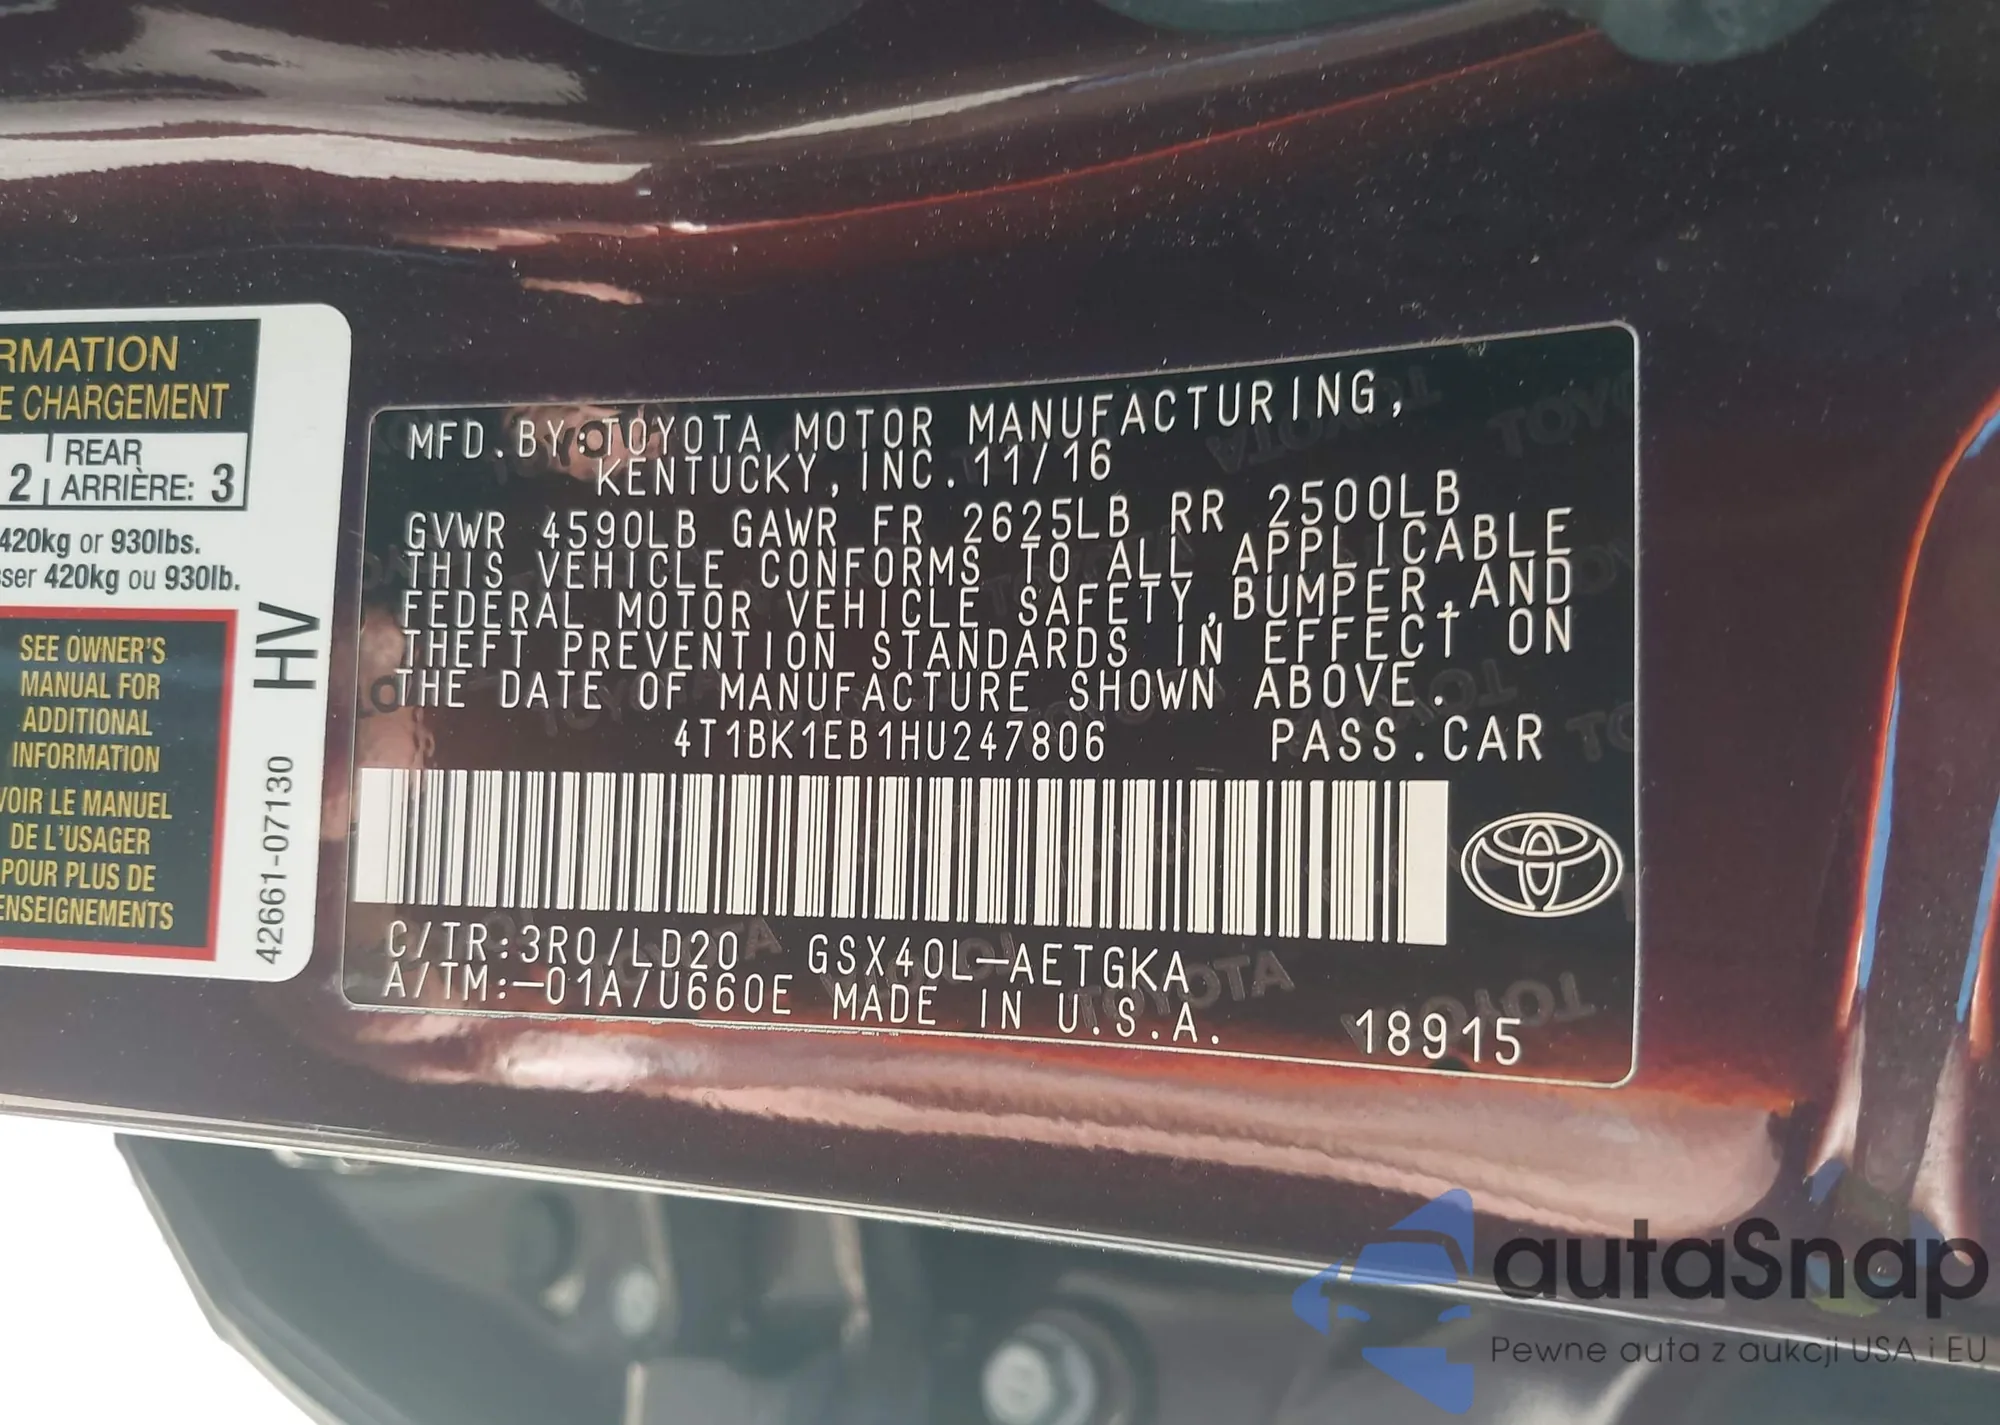 RMATION
E CHARGEMENT
2 REAR
ARRIÈRE: 3
420kg or 930lbs.
ser 420kg ou 930lb.
SEE OWNER'S
MANUAL FOR
ADDITIONAL
INFORMATION
VOIR LE MANUEL
DE L'USAGER
POUR PLUS DE
ENSEIGNEMENTS
42661-07130 HV
MFD.BY:TOYOTA MOTOR MANUFACTURING,
KENTUCKY,INC.11/16
GVWR 4590LB GAWR FR 2625LB RR 2500LB
THIS VEHICLE CONFORMS TO ALL APPLICABLE
FEDERAL MOTOR VEHICLE SAFETY,BUMPER,AND
THEFT PREVENTION STANDARDS IN EFFECT ON
THE DATE OF MANUFACTURE SHOWN ABOVE.
4T1BK1EB1HU247806 PASS.CAR
C/TR:3R0/LD20 GSX40L-AETGKA
A/TM:-01A/U660E MADE IN U.S.A.
18915
autaSnap
Pewne auta z aukcji USA i EU